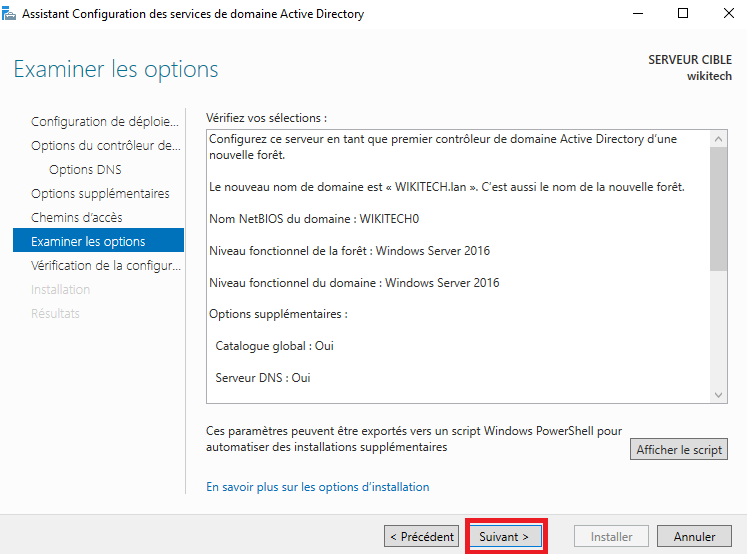 Assistant Configuration des services de domaine Active Directory
Examiner les options
SERVEUR CIBLE
wikitech
Configuration de déploie...
Options du contrôleur de...
Options DNS
Options supplémentaires
Chemins d'accès
Examiner les options
Vérification de la configur...
Installation
Résultats
Vérifiez vos sélections :
Configurez ce serveur en tant que premier contrôleur de domaine Active Directory d'une
nouvelle forêt.
Le nouveau nom de domaine est « WIKITECH.lan ». C'est aussi le nom de la nouvelle forêt.
Nom NetBIOS du domaine : WIKITECH0
Niveau fonctionnel de la forêt : Windows Server 2016
Niveau fonctionnel du domaine : Windows Server 2016
Options supplémentaires :
Catalogue global : Oui
Serveur DNS : Oui
Ces paramètres peuvent être exportés vers un script Windows PowerShell pour
automatiser des installations supplémentaires
Afficher le script
En savoir plus sur les options d'installation
< Précédent
Suivant >
Installer
Annuler